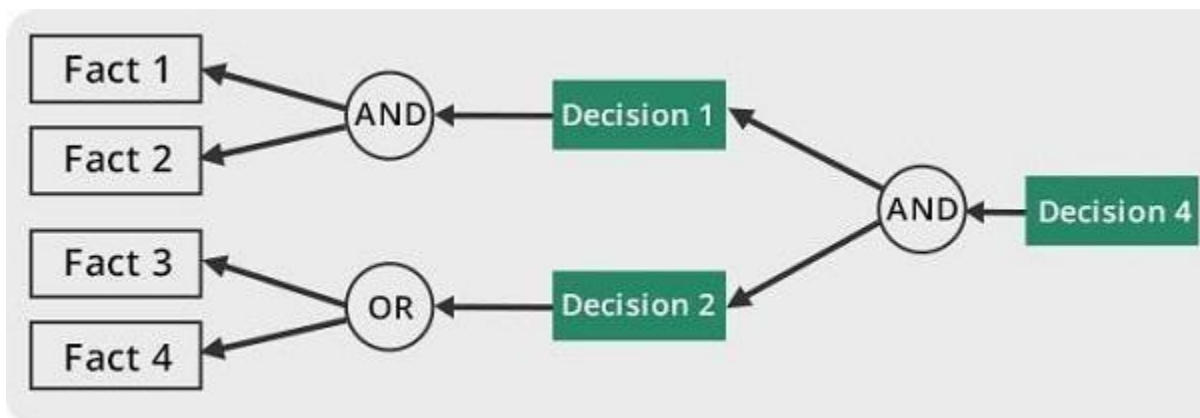 Fact 1
Fact 2
AND
Decision 1
Fact 3
Fact 4
OR
Decision 2
AND
Decision 4